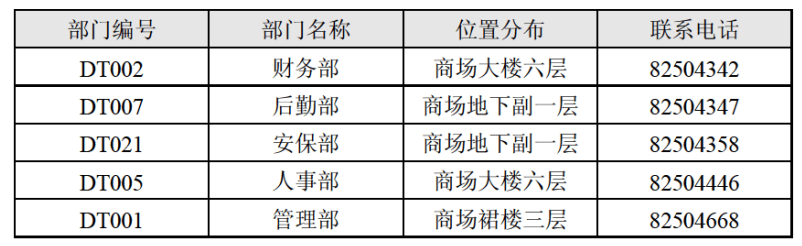 部门编号 部门名称 位置分布 联系电话
DT002 财务部 商场大楼六层 82504342
DT007 后勤部 商场地下副一层 82504347
DT021 安保部 商场地下副一层 82504358
DT005 人事部 商场大楼六层 82504446
DT001 管理部 商场裙楼三层 82504668